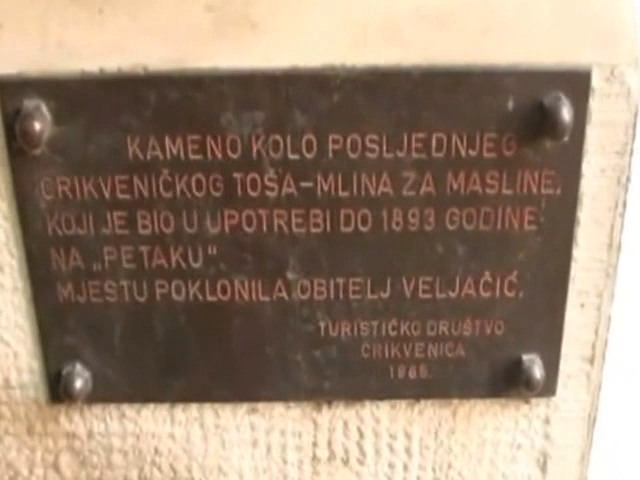 KAMENO KOLO POSLJEDNJEG
CRIKVENIČKOG TOŠA-MLINA ZA MASLINE,
KOJI JE BIO U UPOTREBI DO 1893 GODINE
NA „PETAKU“.
MJESTU POKLONILA OBITELJ VELJAČIĆ.
TURISTIČKO DRUŠTVO
CRIKVENICA